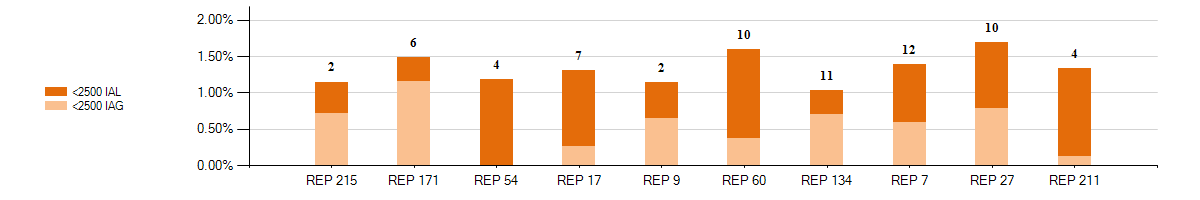 2.00%
1.50%
1.00%
0.50%
0.00%
<2500 IAL
<2500 IAG
2
6
4
7
2
10
11
12
10
4
REP 215
REP 171
REP 54
REP 17
REP 9
REP 60
REP 134
REP 7
REP 27
REP 211